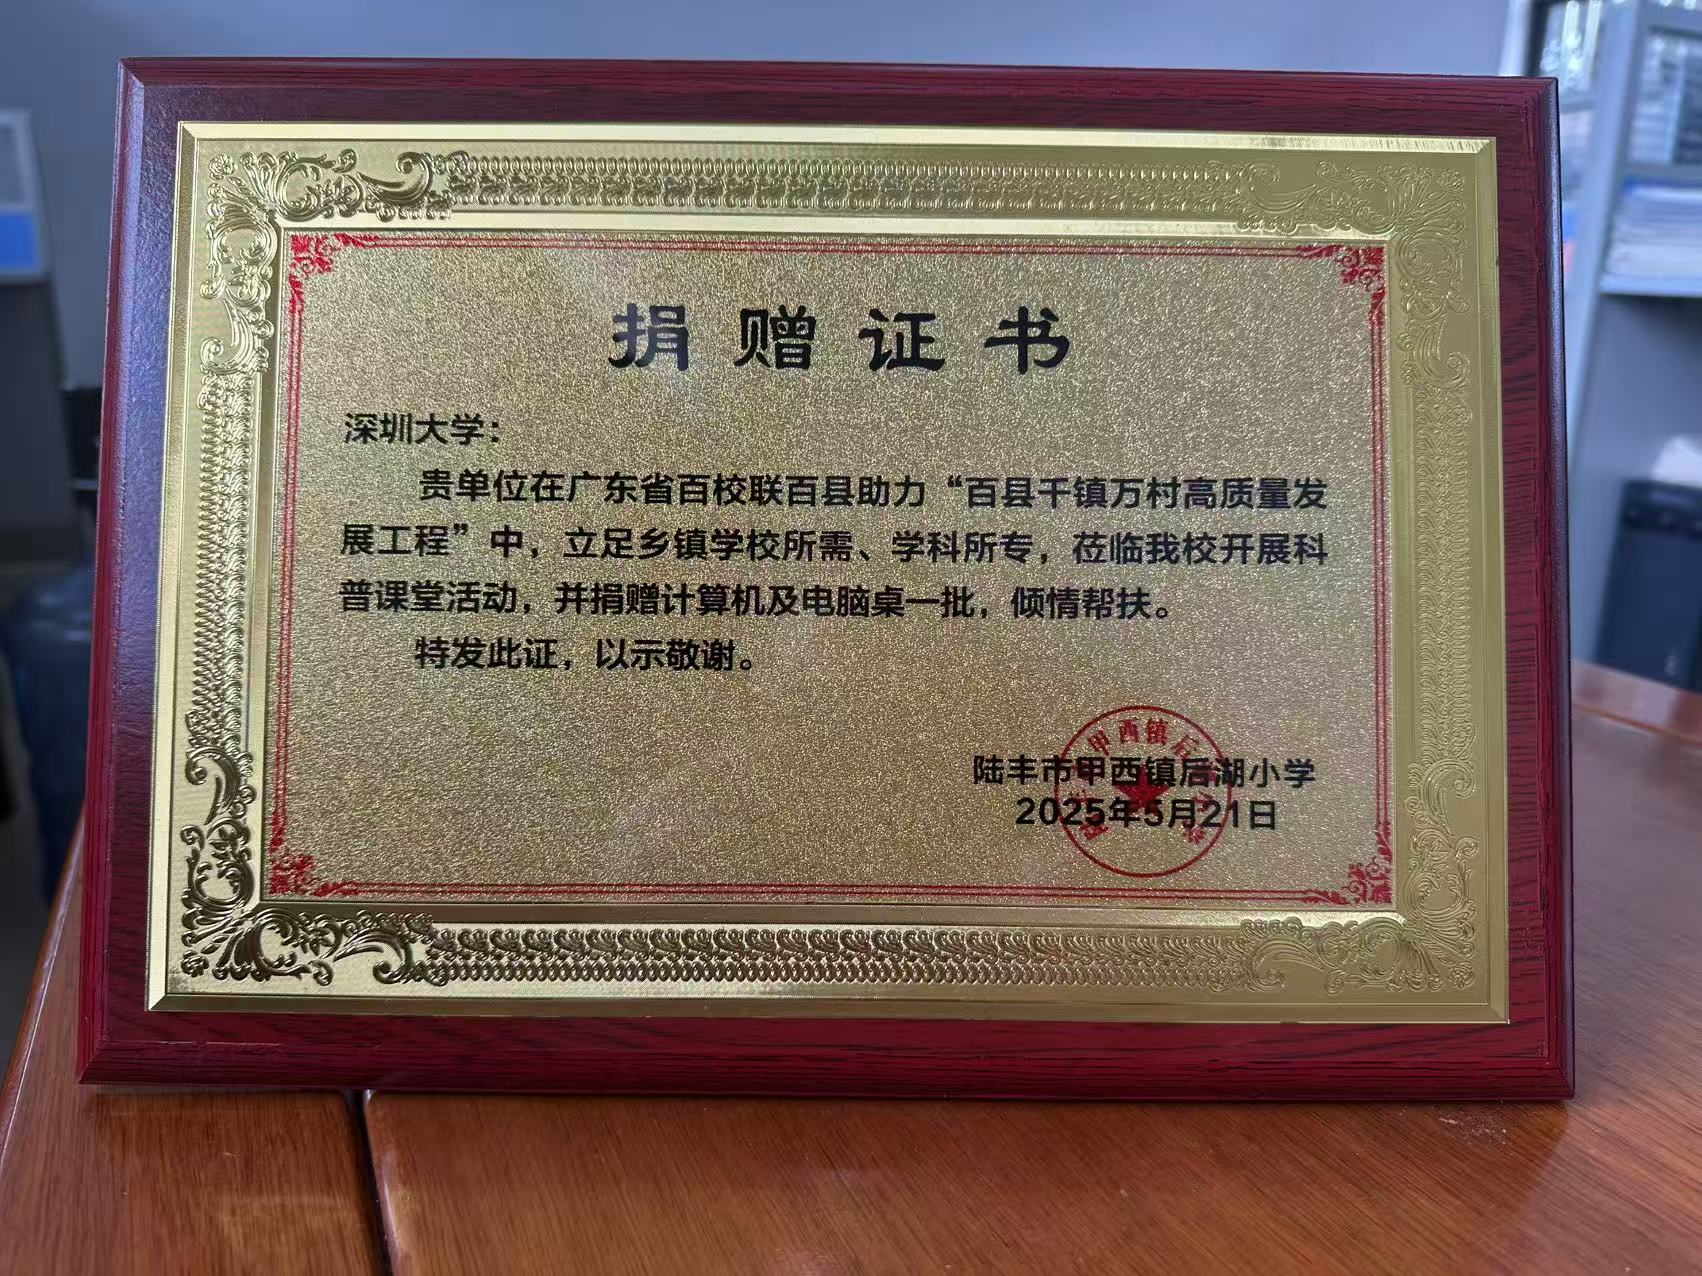 捐赠证书
深圳大学：
贵单位在广东省百校联百县助力“百县千镇万村高质量发
展工程”中，立足乡镇学校所需、学科所专，莅临我校开展科
普课堂活动，并捐赠计算机及电脑桌一批，倾情帮扶。
特发此证，以示敬谢。
甲西镇后
陆丰市甲西镇后湖小学
2025年5月21日